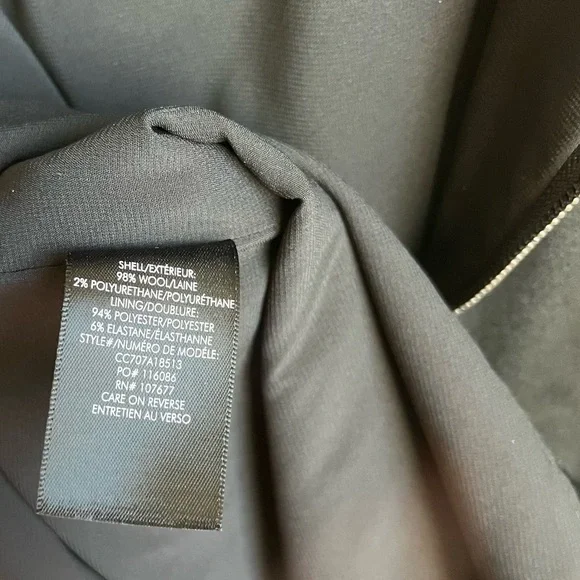 SHELL/EXTÉRIEUR:
98% WOOL/LAINE
2% POLYURETHANE/POLYURÉTHANE
LINING/DOUBLURE:
94% POLYESTER/POLYESTER
6% ELASTANE/ÉLASTHANNE
STYLE#/NUMÉRO DE MODÈLE:
CC707A18513
PO# 116086
RN# 107677
CARE ON REVERSE
ENTRETIEN AU VERSO